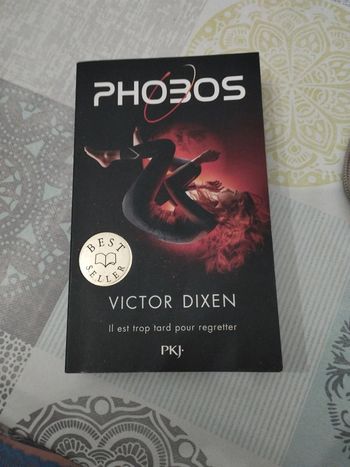 PHOBOS
BEST
SELLER
VICTOR DIXEN
Il est trop tard pour regretter
PKJ.